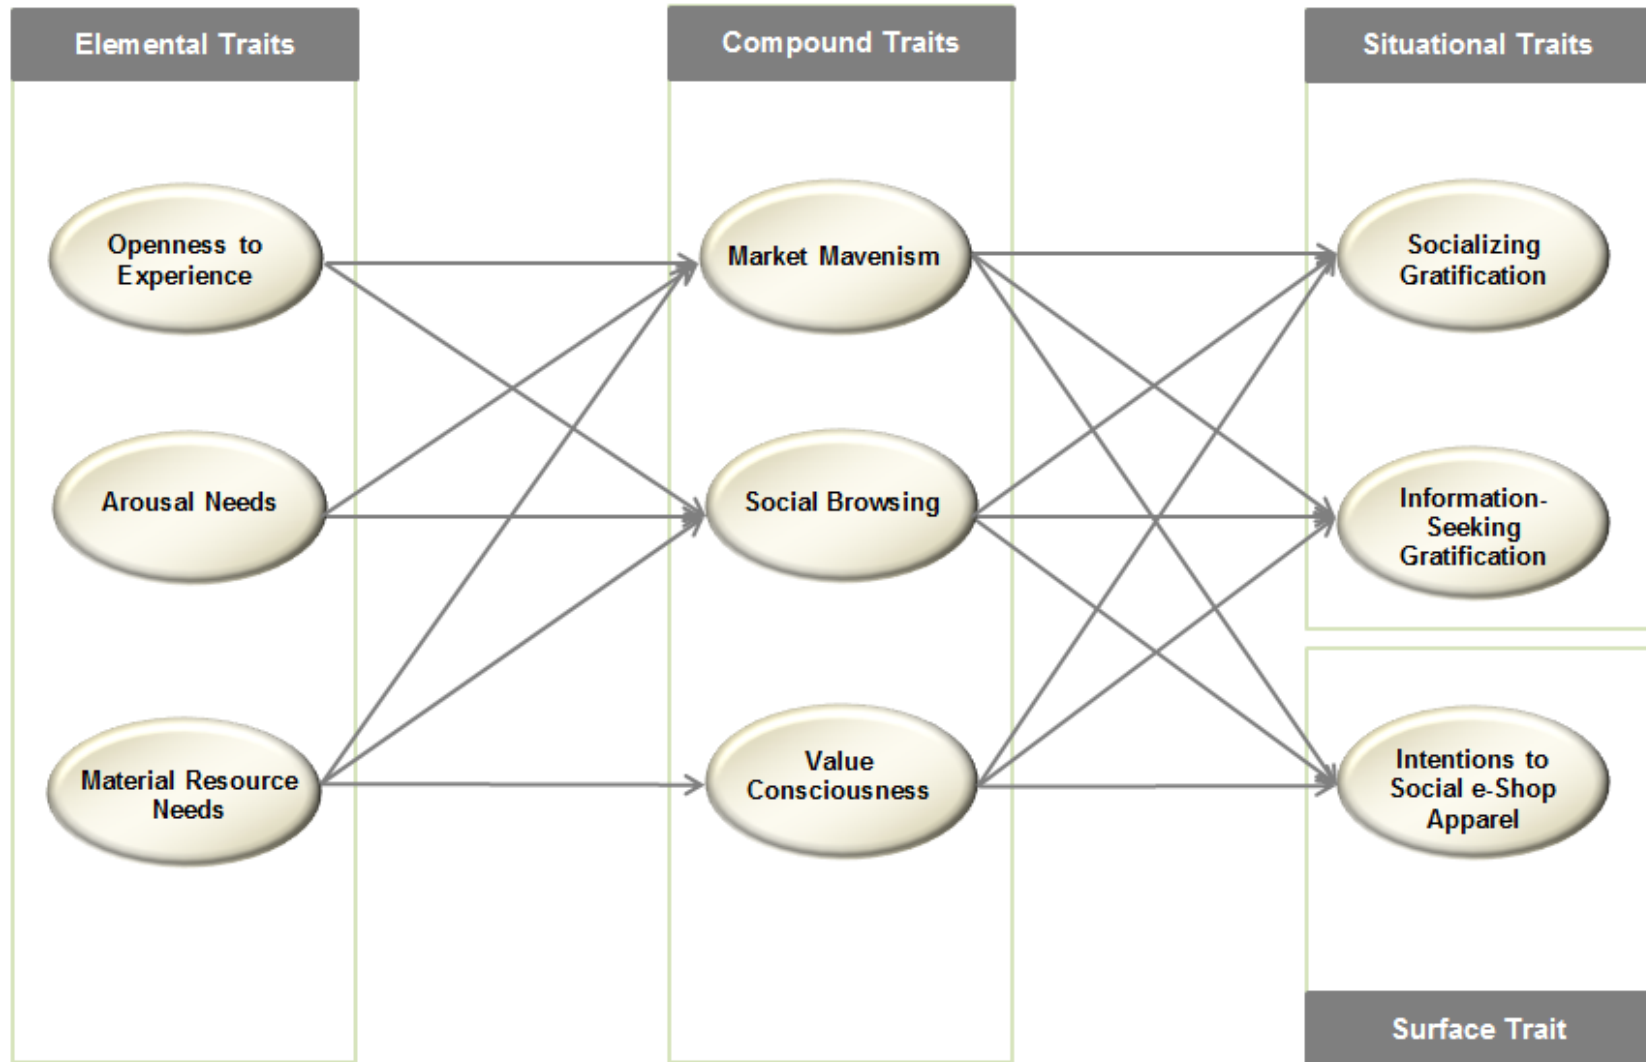 Elemental Traits
Compound Traits
Situational Traits
Openness to
Experience
Market Mavenism
Socializing
Gratification
Arousal Needs
Social Browsing
Information-
Seeking
Gratification
Material Resource
Needs
Value
Consciousness
Intentions to
Social e-Shop
Apparel
Surface Trait